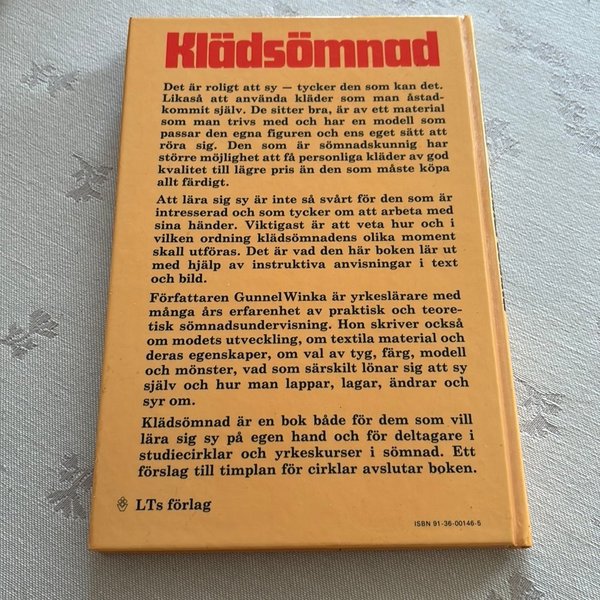 Klädsömnad
Det är roligt att sy — tycker den som kan det.
Likaså att använda kläder som man åstad-
kommit själv. De sitter bra, är av ett material
som man trivs med och har en modell som
passar den egna figuren och ens eget sätt att
röra sig. Den som är sömnadskunnig har
större möjlighet att få personliga kläder av god
kvalitet till lägre pris än den som måste köpa
allt färdigt.
Att lära sig sy är inte så svårt för den som är
intresserad och som tycker om att arbeta med
sina händer. Viktigast är att veta hur och i
vilken ordning klädsömnadens olika moment
skall utföras. Det är vad den här boken lär ut
med hjälp av instruktiva anvisningar i text
och bild.
Författaren Gunnel Winka är yrkeslärare med
många års erfarenhet av praktisk och teore-
tisk sömnadsundervisning. Hon skriver också
om modets utveckling, om textila material och
deras egenskaper, om val av tyg, färg, modell
och mönster, vad som särskilt lönar sig att sy
själv och hur man lappar, lagar, ändrar och
syr om.
Klädsömnad är en bok både för dem som vill
lära sig sy på egen hand och för deltagare i
studiecirklar och yrkeskurser i sömnad. Ett
förslag till timplan för cirklar avslutar boken.
LTs förlag
ISBN 91-36-00146-5